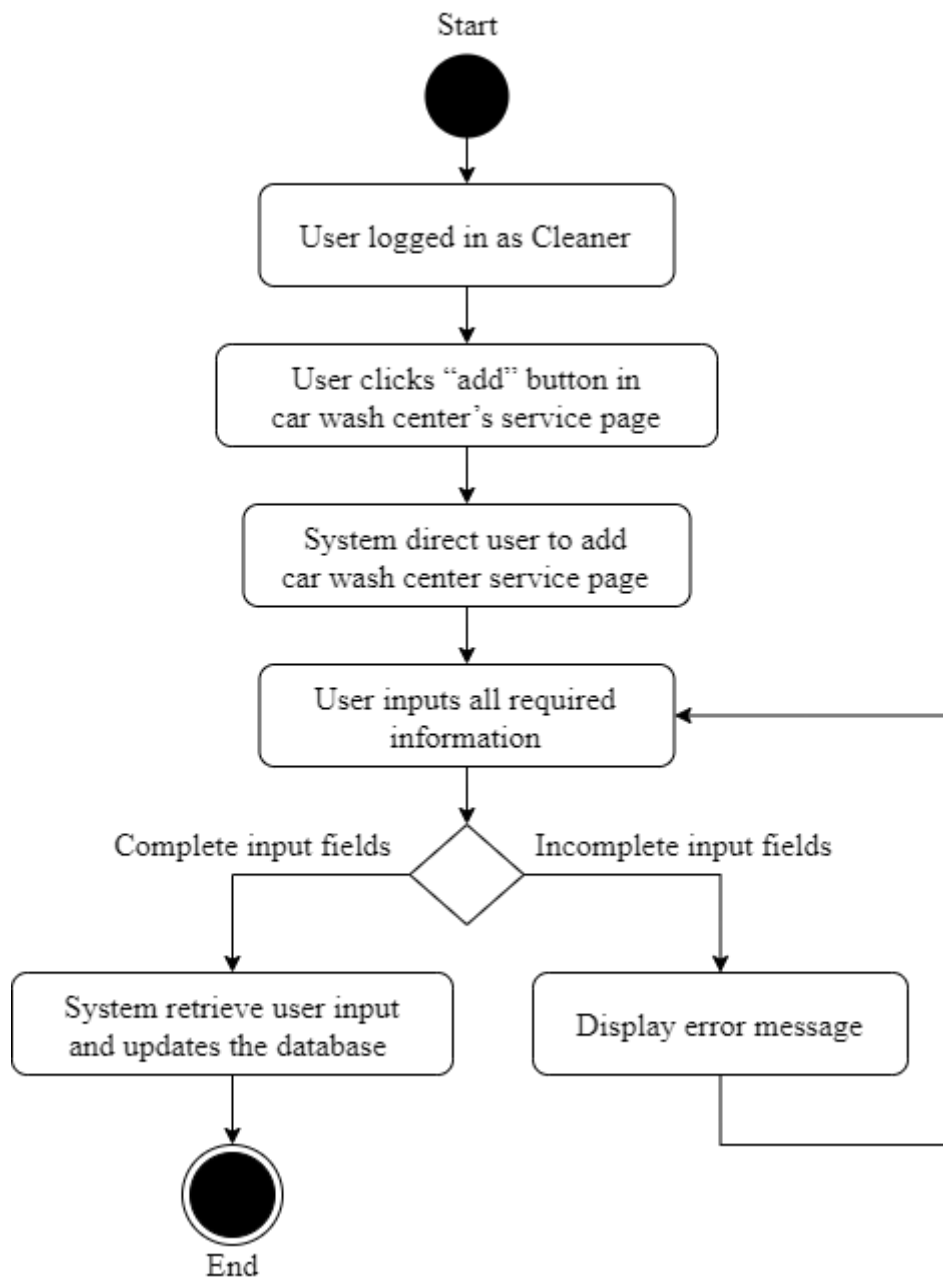 Start
User logged in as Cleaner
User clicks “add” button in
car wash center’s service page
System direct user to add
car wash center service page
User inputs all required
information
Complete input fields
Incomplete input fields
System retrieve user input
and updates the database
Display error message
End